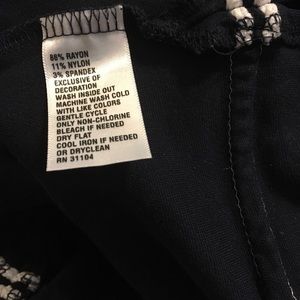 86% RAYON
11% NYLON
3% SPANDEX
EXCLUSIVE OF
DECORATION
WASH INSIDE OUT
MACHINE WASH COLD
WITH LIKE COLORS
GENTLE CYCLE
ONLY NON-CHLORINE
BLEACH IF NEEDED
DRY FLAT
COOL IRON IF NEEDED
OR DRYCLEAN
RN 31104